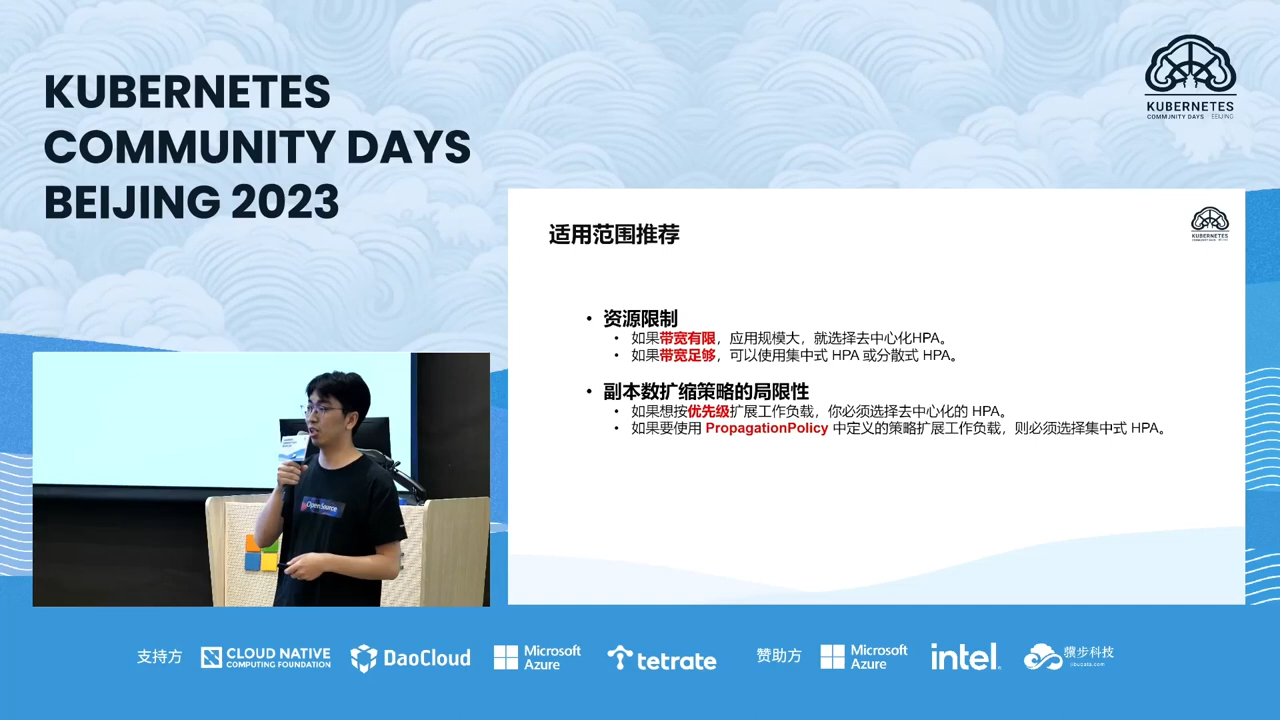 KUBERNETES
COMMUNITY DAYS
BEIJING 2023
KUBERNETES
COMMUNITY DAYS BEIJING
适用范围推荐
KUBERNETES
• 资源限制
• 如果带宽有限，应用规模大，就选择去中心化HPA。
• 如果带宽足够，可以使用集中式 HPA 或分散式 HPA。
• 副本数扩缩策略的局限性
• 如果想按优先级扩展工作负载，你必须选择去中心化的 HPA。
• 如果要使用 PropagationPolicy 中定义的策略扩展工作负载，则必须选择集中式 HPA。
OpenSource
支持方
CLOUD NATIVE
COMPUTING FOUNDATION
DaoCloud
Microsoft
Azure
tetrate
赞助方
Microsoft
Azure
intel
骥步科技